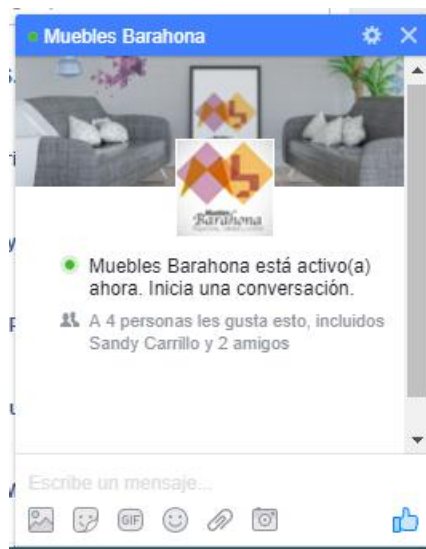 Muebles Barahona
Muebles
Barahona
Muebles Barahona está activo(a)
ahora. Inicia una conversación.
A 4 personas les gusta esto, incluidos
Sandy Carrillo y 2 amigos
Escribe un mensaje...
GIF